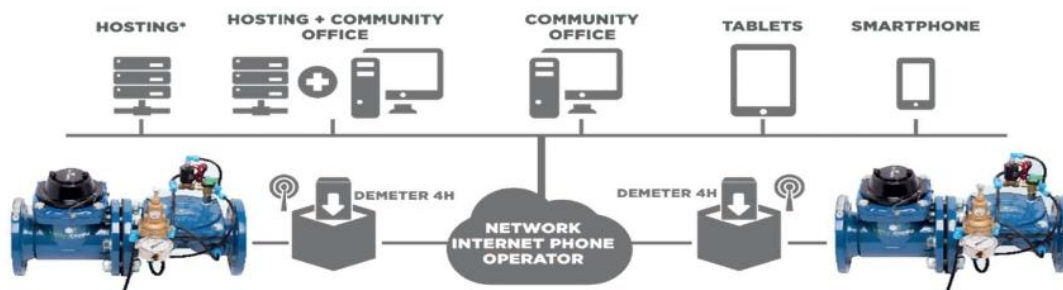 HOSTING*
HOSTING + COMMUNITY
OFFICE
COMMUNITY
OFFICE
TABLETS
SMARTPHONE
DEMETER 4H
DEMETER 4H
NETWORK
INTERNET PHONE
OPERATOR